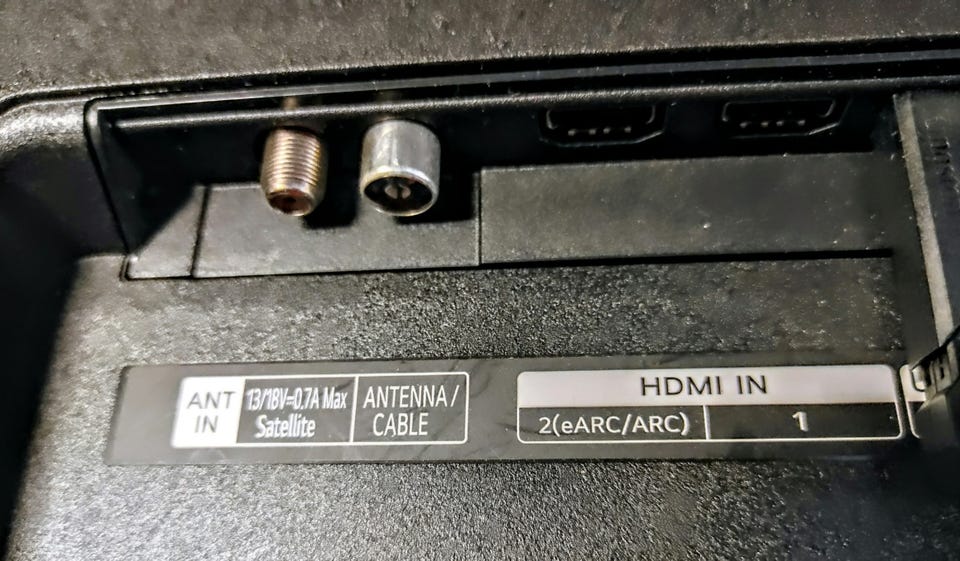 ANT IN
13/18V=0.7A Max
Satellite
ANTENNA /
CABLE
HDMI IN
2(eARC/ARC)
1